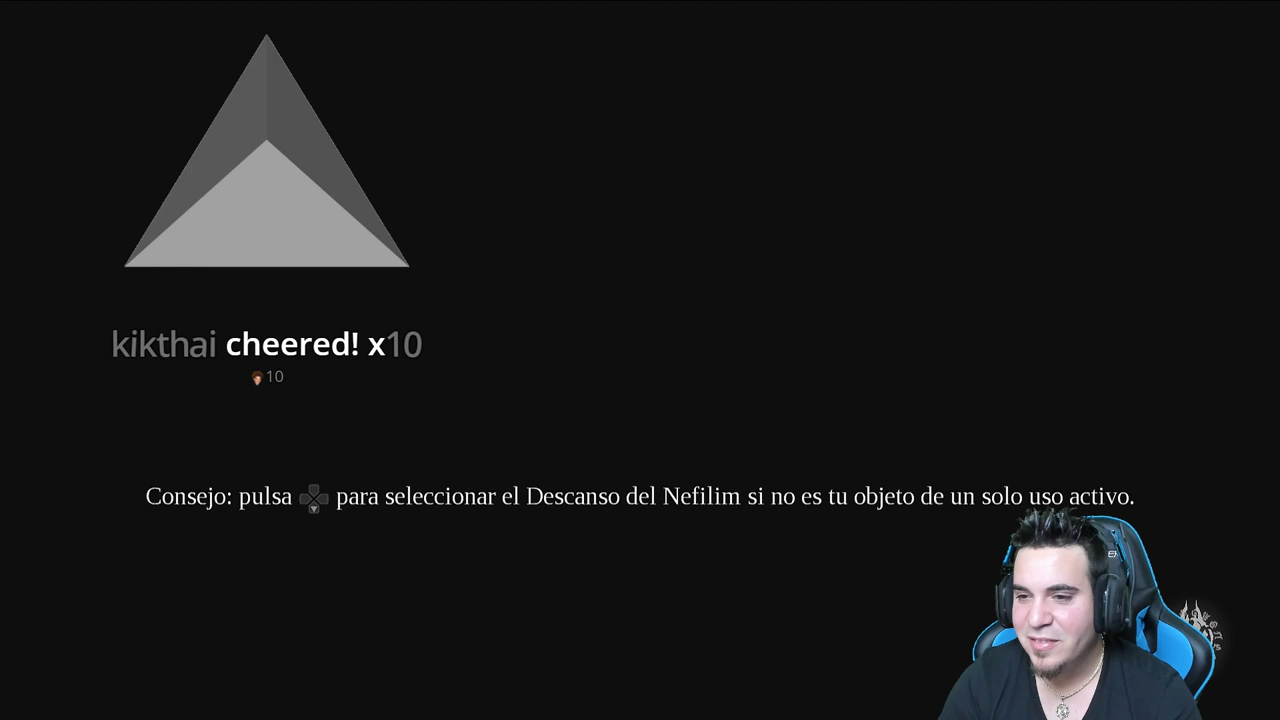 kikthai cheered! x10
10
Consejo: pulsa para seleccionar el Descanso del Nefilim si no es tu objeto de un solo uso activo.